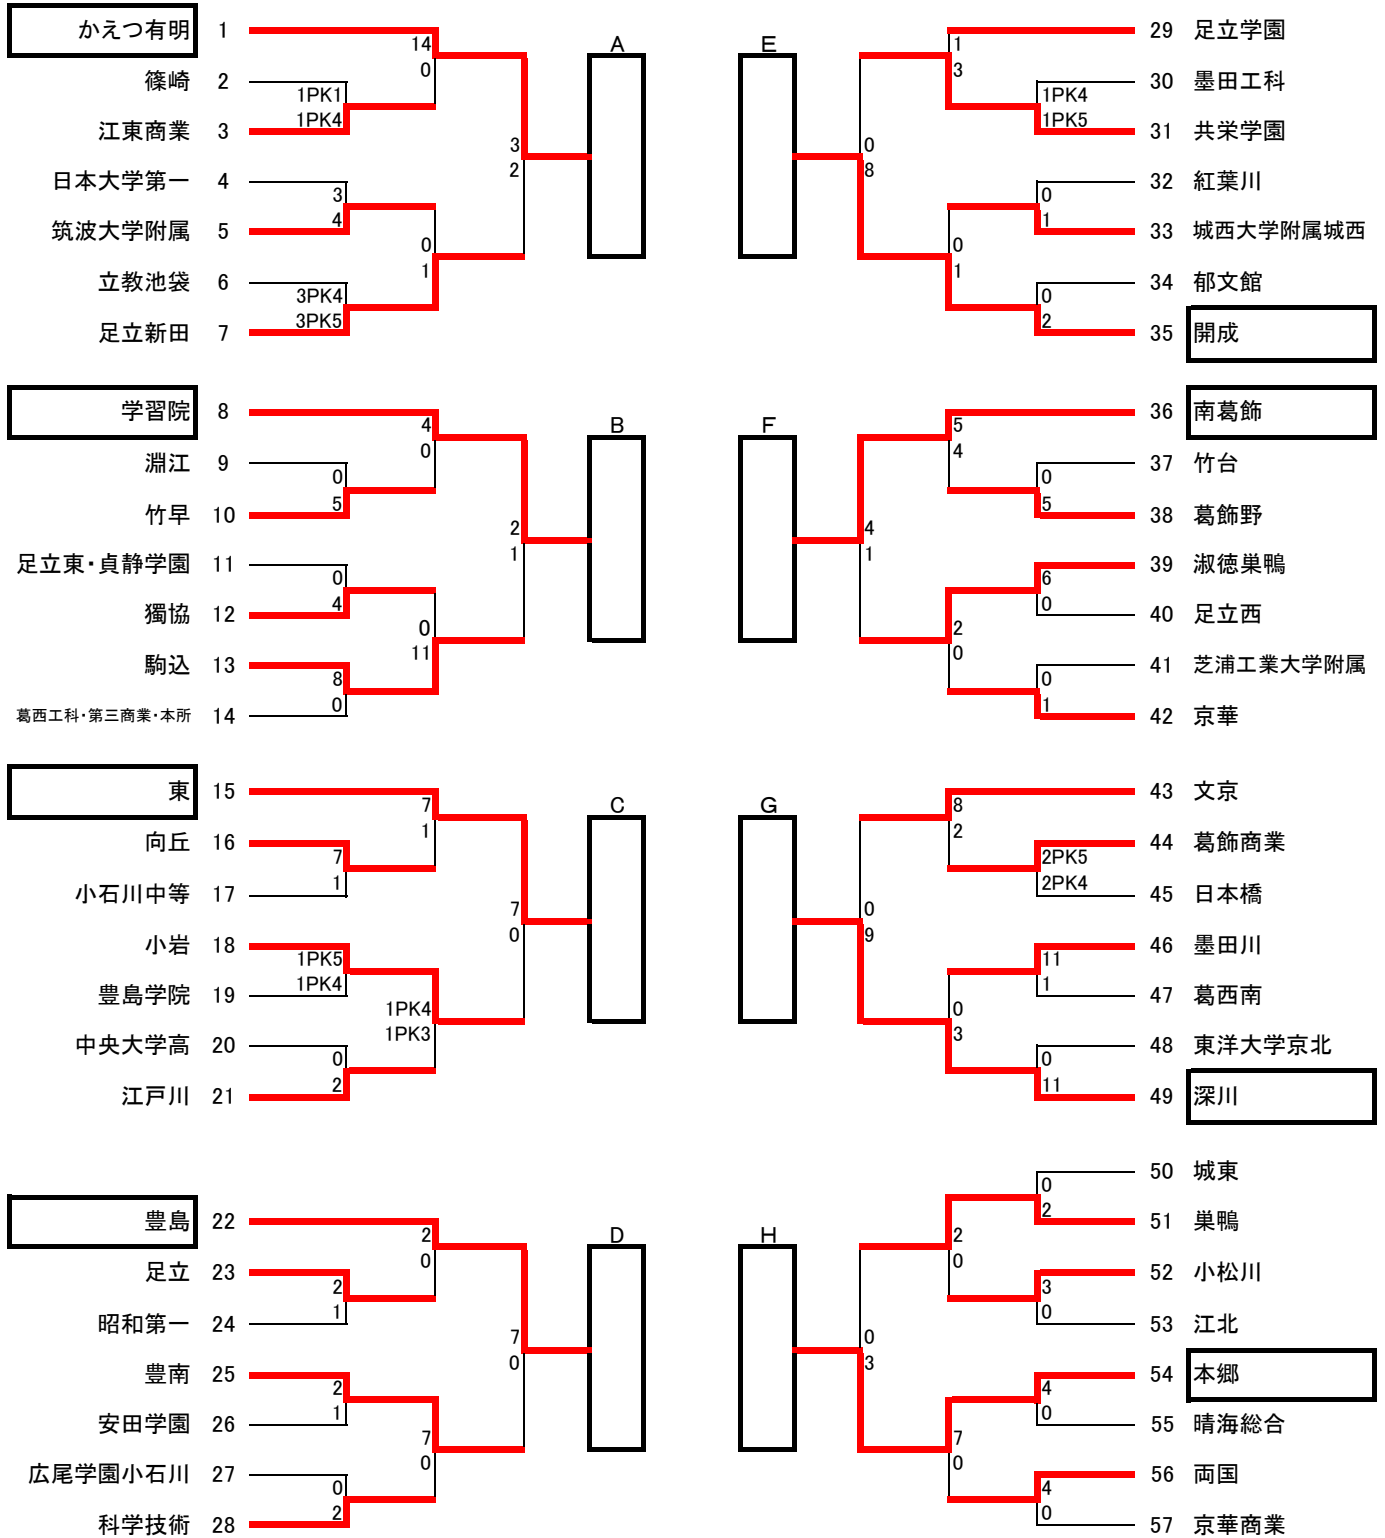 かえつ有明 1
14
0
篠崎 2
1PK1
1PK4
江東商業 3
3
2
日本大学第一 4
3
4
筑波大学附属 5
0
1
立教池袋 6
3PK4
3PK5
足立新田 7
A
学習院 8
4
0
淵江 9
0
5
竹早 10
2
1
足立東・貞静学園 11
0
4
獨協 12
0
11
駒込 13
8
0
葛西工科・第三商業・本所 14
B
東 15
7
1
向丘 16
7
1
小石川中等 17
7
0
小岩 18
1PK5
1PK4
豊島学院 19
1PK4
1PK3
中央大学高 20
0
2
江戸川 21
C
豊島 22
2
0
足立 23
2
1
昭和第一 24
7
0
豊南 25
2
1
安田学園 26
7
0
広尾学園小石川 27
0
2
科学技術 28
D
E
29 足立学園
1
3
30 墨田工科
1PK4
1PK5
31 共栄学園
0
8
32 紅葉川
0
1
33 城西大学附属城西
0
1
34 郁文館
0
2
35 開成
F
36 南葛飾
5
4
37 竹台
0
5
38 葛飾野
4
1
39 淑徳巣鴨
6
0
40 足立西
2
0
41 芝浦工業大学附属
0
1
42 京華
G
43 文京
8
2
44 葛飾商業
2PK5
2PK4
45 日本橋
0
9
46 墨田川
11
1
47 葛西南
0
3
48 東洋大学京北
0
11
49 深川
H
50 城東
0
2
51 巣鴨
2
0
52 小松川
3
0
53 江北
0
3
54 本郷
4
0
55 晴海総合
7
0
56 両国
4
0
57 京華商業